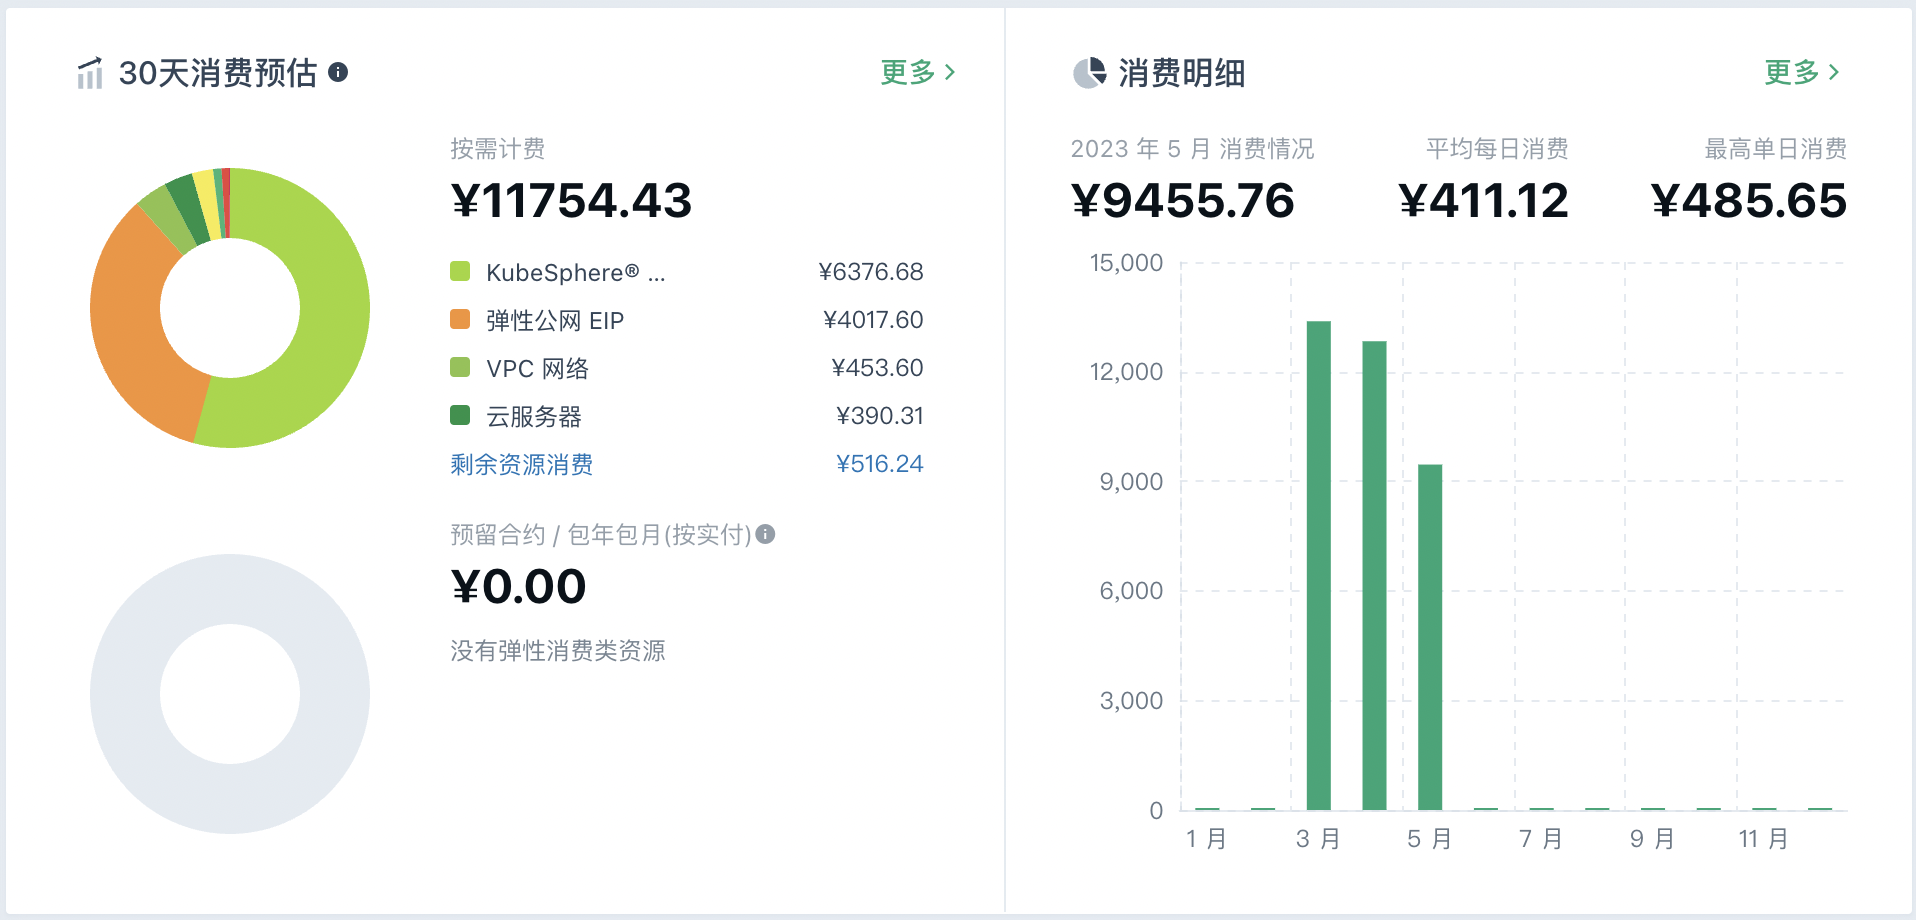 30天消费预估
更多
按需计费
¥11754.43
KubeSphere® ... ¥6376.68
弹性公网 EIP ¥4017.60
VPC 网络 ¥453.60
云服务器 ¥390.31
剩余资源消费 ¥516.24
预留合约 / 包年包月(按实付)
¥0.00
没有弹性消费类资源
消费明细
更多
2023 年 5 月 消费情况 平均每日消费 最高单日消费
¥9455.76 ¥411.12 ¥485.65
15,000
12,000
9,000
6,000
3,000
0
1 月 3 月 5 月 7 月 9 月 11 月